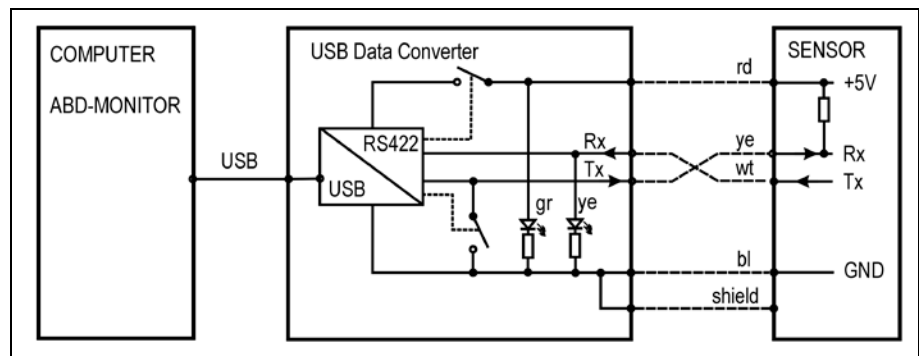 COMPUTER
ABD-MONITOR
USB
USB Data Converter
RS422
USB
Rx
Tx
gr
ye
rd
ye
wt
bl
shield
SENSOR
+5V
Rx
Tx
GND